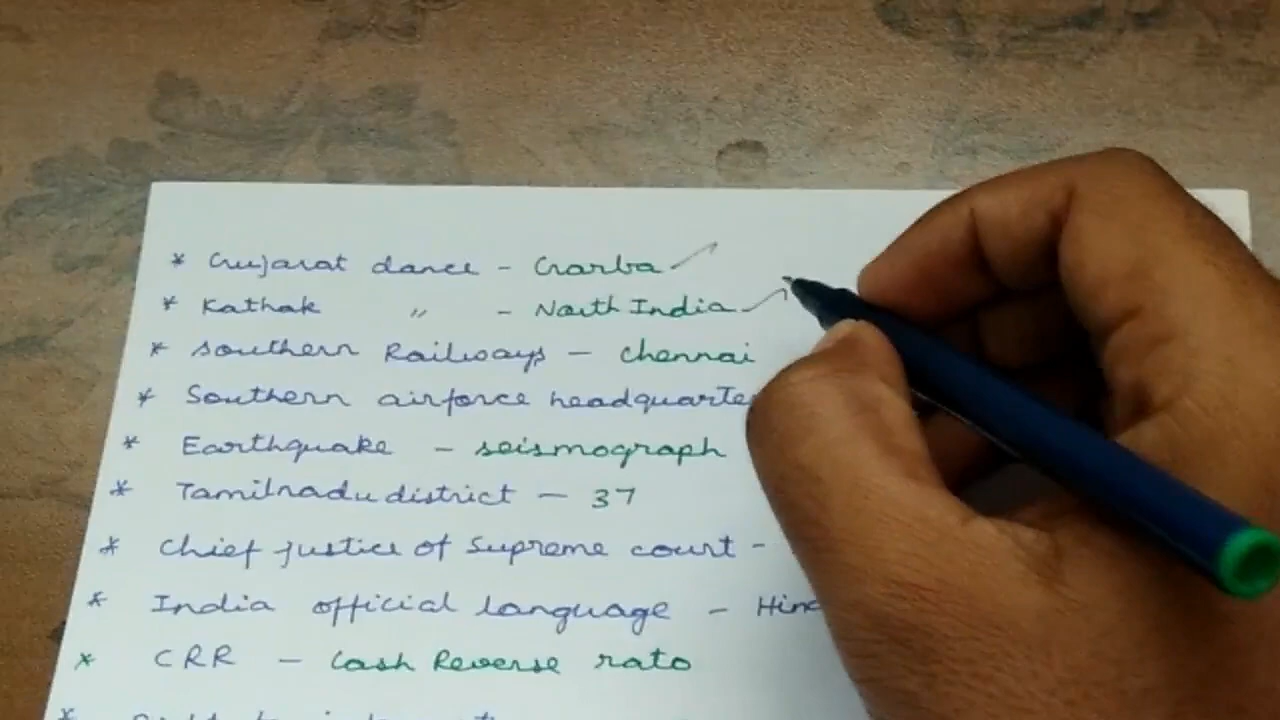 * Gujarat dance - Garba
* Kathak " - North India
* Southern Railways - Chennai
* Southern airforce headquarte
* Earthquake - seismograph
* Tamilnadu district - 37
* Chief justice of Supreme court -
* India official language - Hind
* CRR - Cash Reverse rato
*